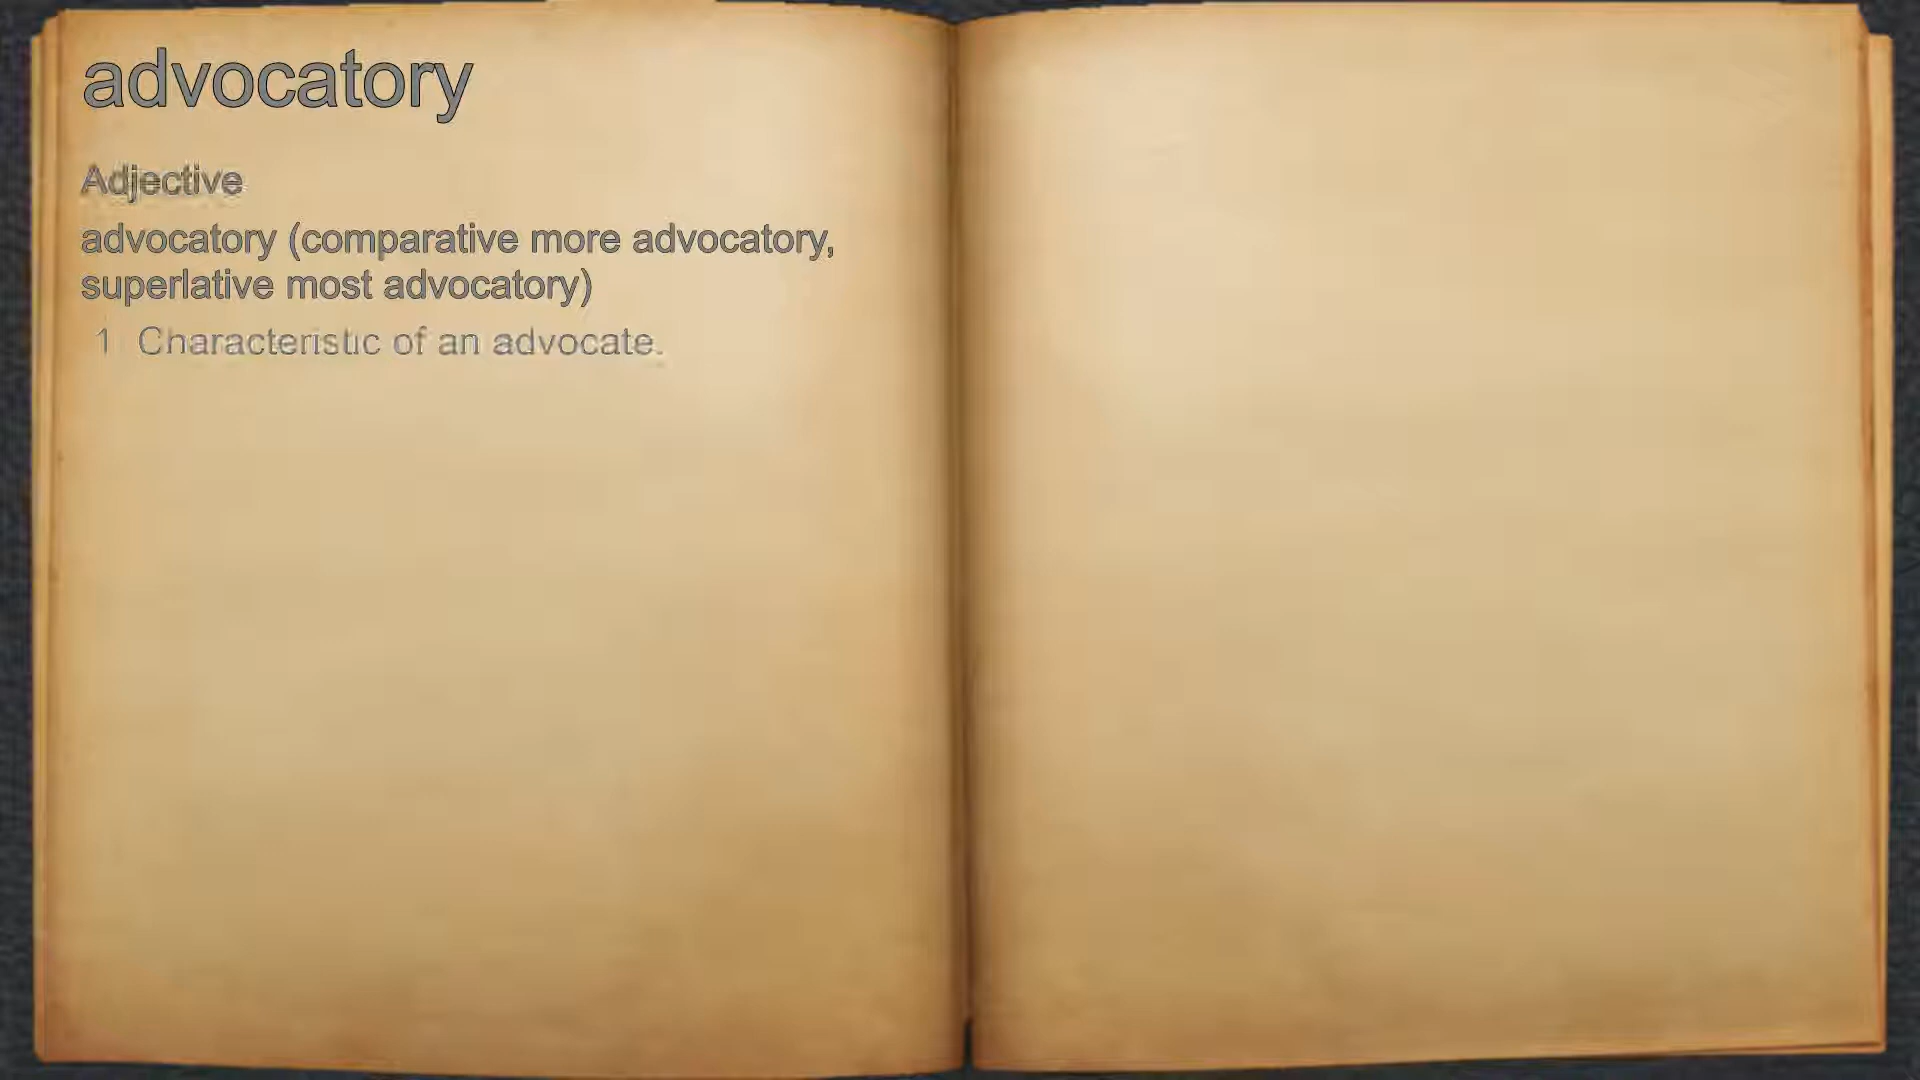 advocatory
Adjective
advocatory (comparative more advocatory,
superlative most advocatory)
1 Characteristic of an advocate.